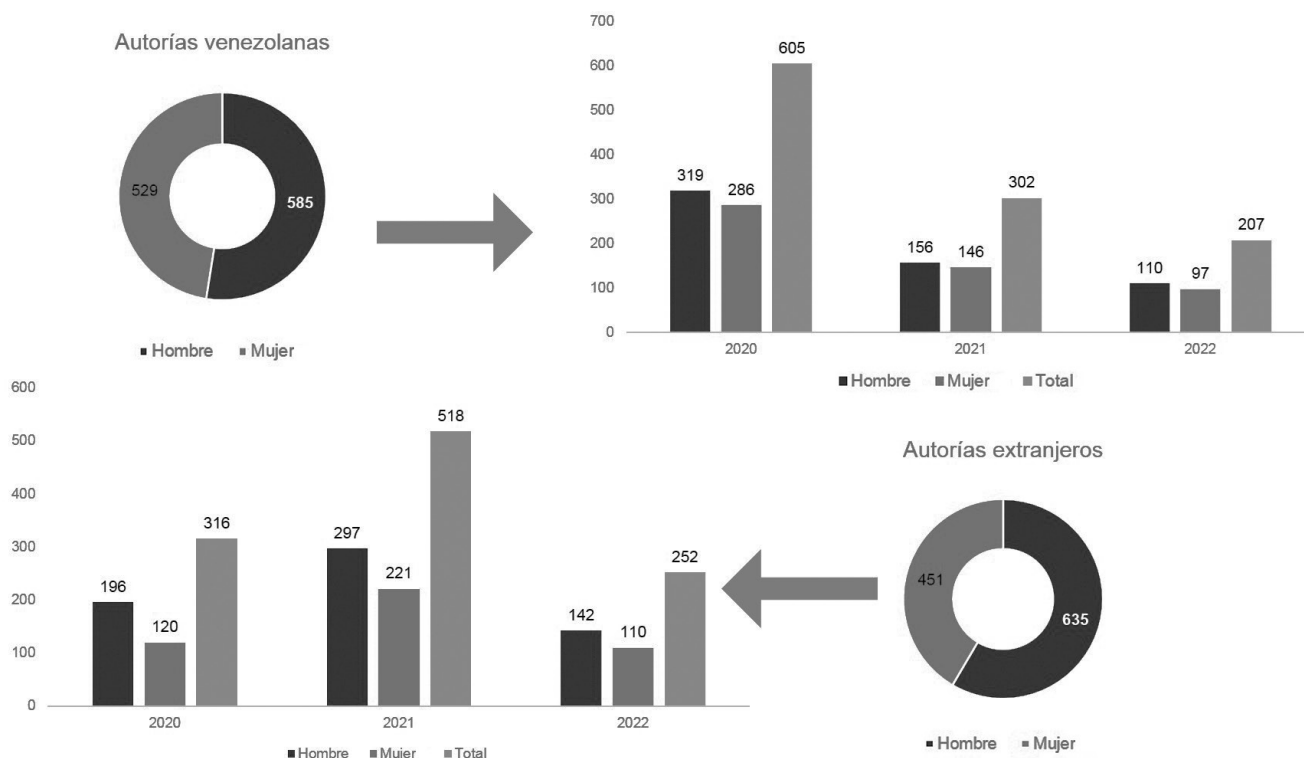 Autorías venezolanas
529
585
Hombre Mujer
700
600
500
400
300
200
100
0
319 286 605
156 146 302
110 97 207
2020 2021 2022
Hombre Mujer Total
600
500
400
300
200
100
0
196 120 316
297 221 518
142 110 252
2020 2021 2022
Hombre Mujer Total
Autorías extranjeros
451
635
Hombre Mujer